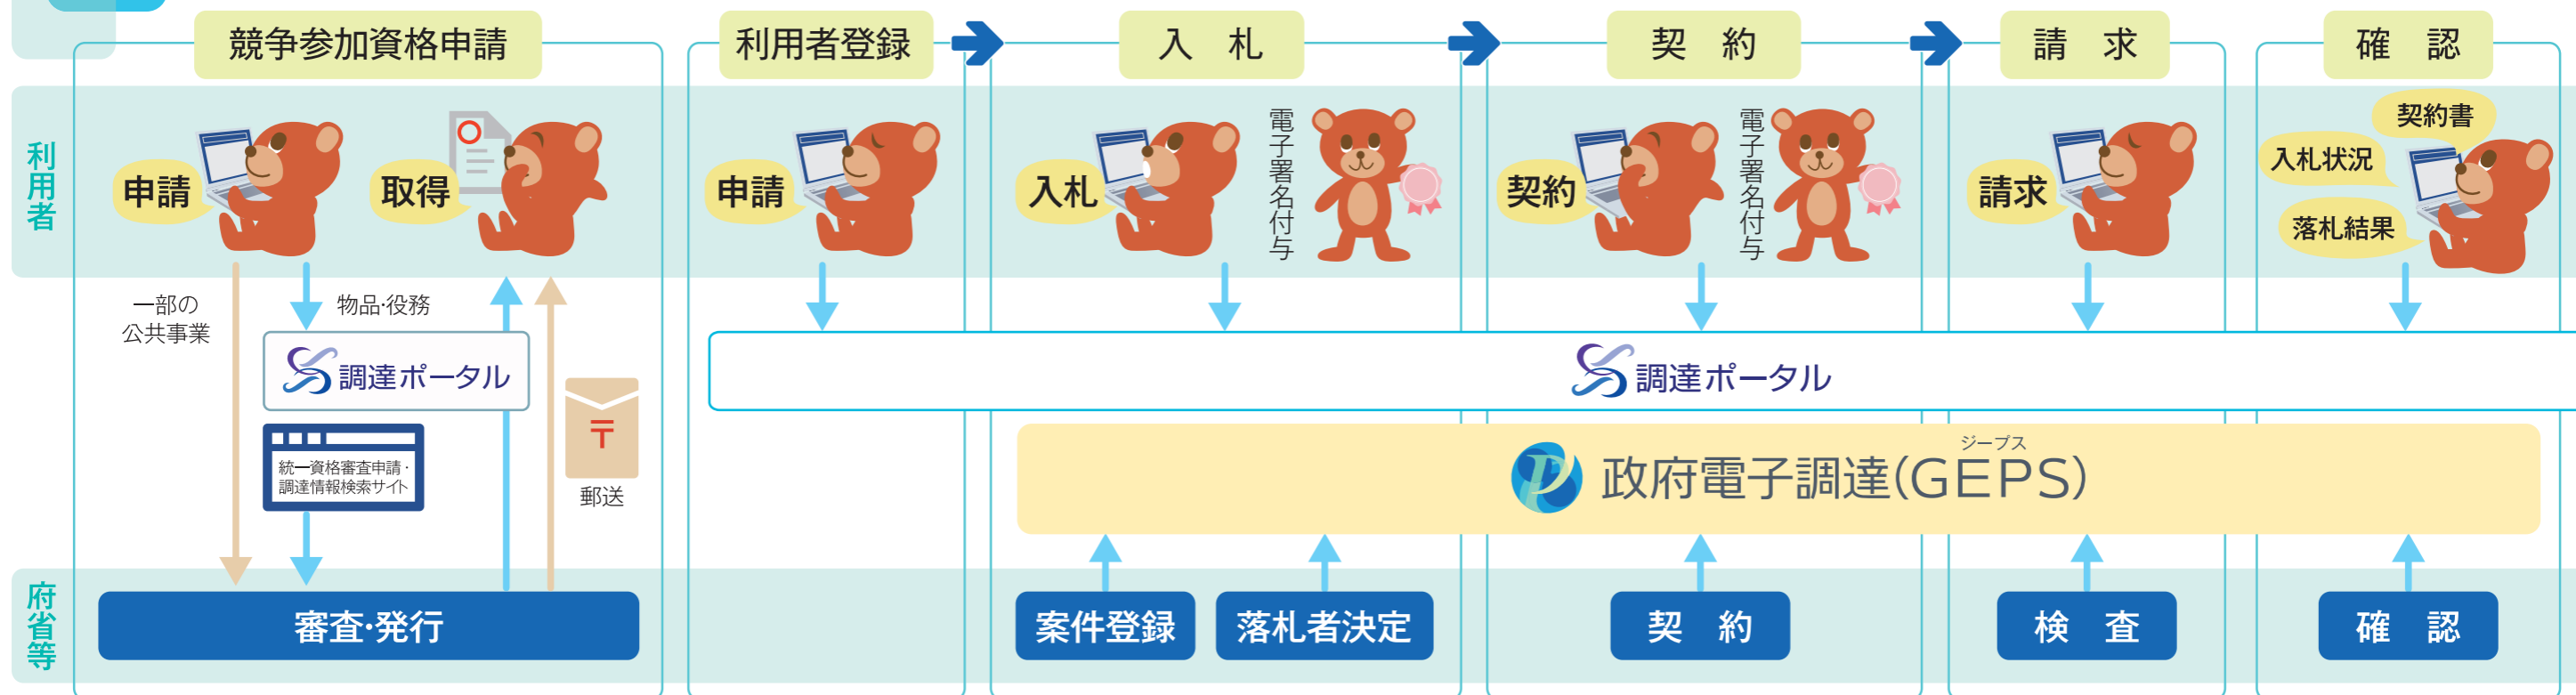 競争参加資格申請
利用者登録
入 札
契 約
請 求
確 認
利用者
申請
取得
申請
入札
電子署名付与
契約
電子署名付与
請求
契約書
入札状況
落札結果
一部の
公共事業
物品・役務
調達ポータル
統一資格審査申請・
調達情報検索サイト
〒
郵送
調達ポータル
ジープス
政府電子調達(GEPS)
府省等
審査・発行
案件登録
落札者決定
契 約
検 査
確 認